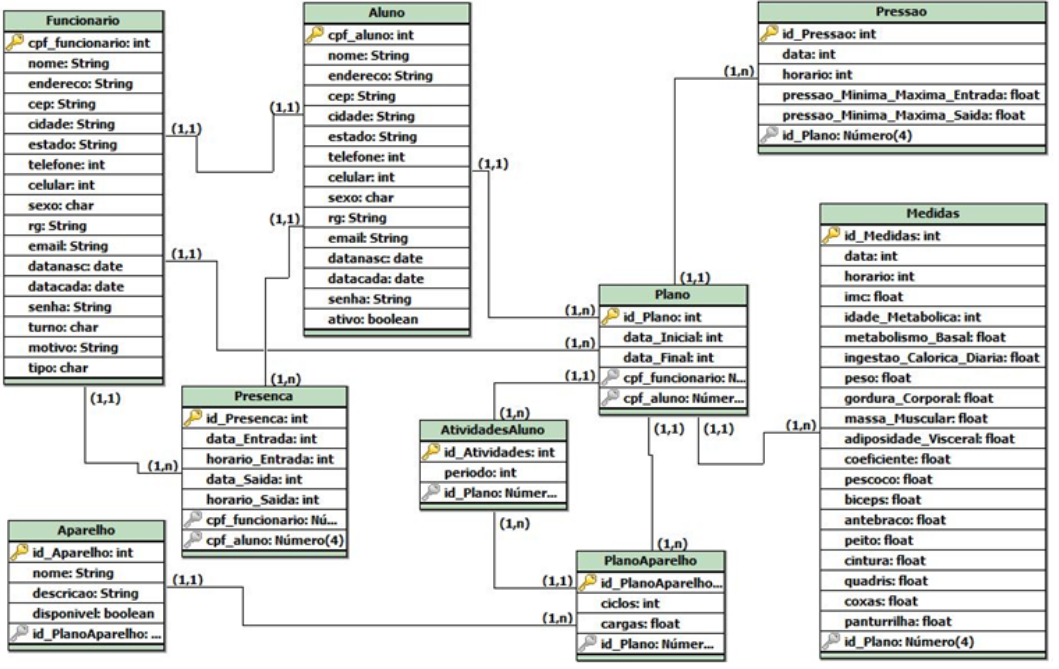 Funcionario
cpf_funcionario: int
nome: String
endereco: String
cep: String
cidade: String
estado: String
telefone: int
celular: int
sexo: char
rg: String
email: String
datanasc: date
datacada: date
senha: String
turno: char
motivo: String
tipo: char
(1,1)
(1,1)
(1,1)
(1,1)
(1,1)
Aluno
cpf_aluno: int
nome: String
endereco: String
cep: String
cidade: String
estado: String
telefone: int
celular: int
sexo: char
rg: String
email: String
datanasc: date
datacada: date
senha: String
ativo: boolean
(1,1)
Pressao
id_Pressao: int
data: int
horario: int
pressao_Minima_Maxima_Entrada: float
pressao_Minima_Maxima_Saida: float
id_Plano: Número(4)
(1,n)
(1,1)
(1,n)
(1,n)
(1,1)
Plano
id_Plano: int
data_Inicial: int
data_Final: int
cpf_funcionario: N...
cpf_aluno: Númer...
(1,1)
(1,1)
(1,n)
Medidas
id_Medidas: int
data: int
horario: int
imc: float
idade_Metabolica: int
metabolismo_Basal: float
ingestao_Calorica_Diaria: float
peso: float
gordura_Corporal: float
massa_Muscular: float
adiposidade_Visceral: float
coeficiente: float
pescoco: float
biceps: float
antebraco: float
peito: float
cintura: float
quadris: float
coxas: float
panturrilha: float
id_Plano: Número(4)
(1,n)
(1,n)
Presenca
id_Presenca: int
data_Entrada: int
horario_Entrada: int
data_Saida: int
horario_Saida: int
cpf_funcionario: Nú...
cpf_aluno: Número(4)
(1,n)
AtividadesAluno
id_Atividades: int
periodo: int
id_Plano: Númer...
(1,n)
Aparelho
id_Aparelho: int
nome: String
descricao: String
disponivel: boolean
id_PlanoAparelho: ...
(1,1)
(1,n)
(1,1)
(1,n)
PlanoAparelho
id_PlanoAparelho...
ciclos: int
cargas: float
id_Plano: Númer...